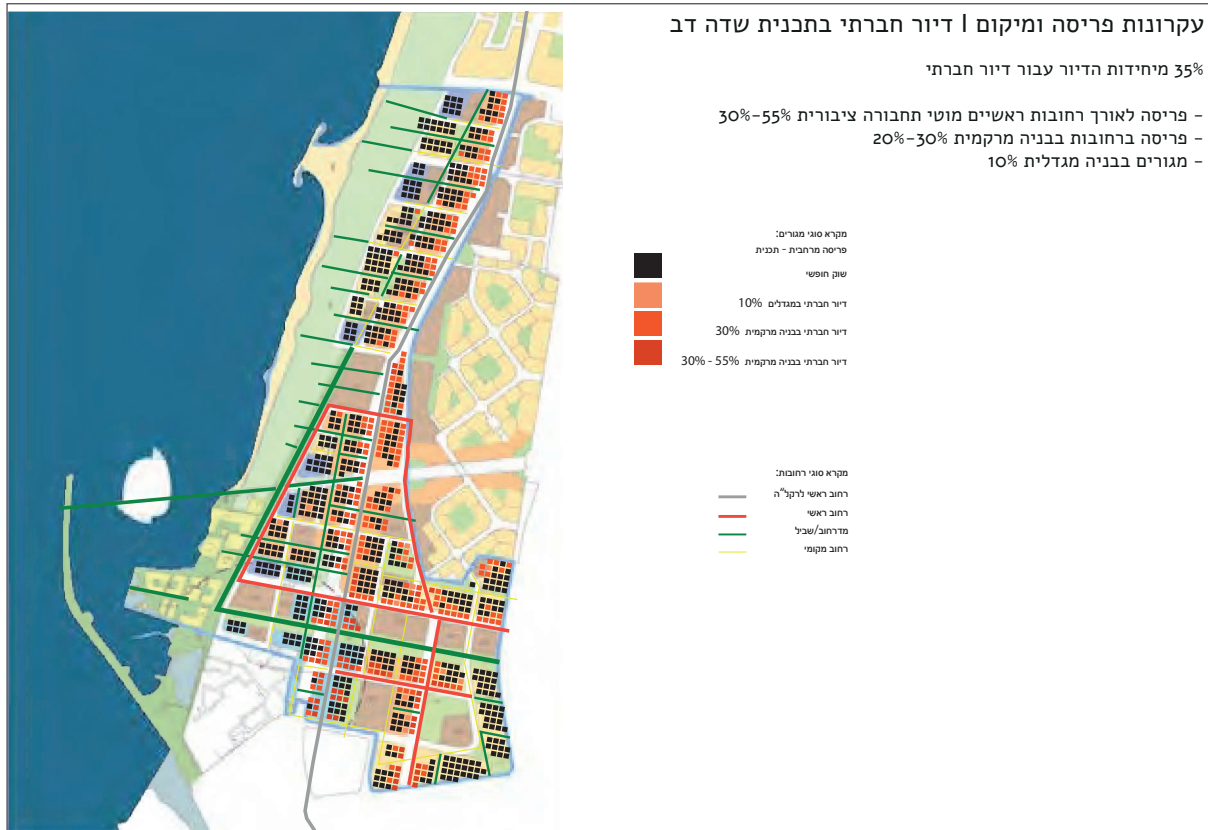 עקרונות פריסה ומיקום | דיור חברתי בתכנית שדה דב
35% מיחידות הדיור עבור דיור חברתי
- פריסה לאורך רחובות ראשיים מוטי תחבורה ציבורית 30%-55%
- פריסה ברחובות בבניה מרקמית 20%-30%
- מגורים בבניה מגדלית 10%
מקרא סוגי מגורים:
פריסה מרחבית - תכנית
שוק חופשי
דיור חברתי במגדלים 10%
דיור חברתי בבניה מרקמית 30%
דיור חברתי בבניה מרקמית 30% - 55%
מקרא סוגי רחובות:
רחוב ראשי לרקל"ה
רחוב ראשי
מדרחוב/שביל
רחוב מקומי